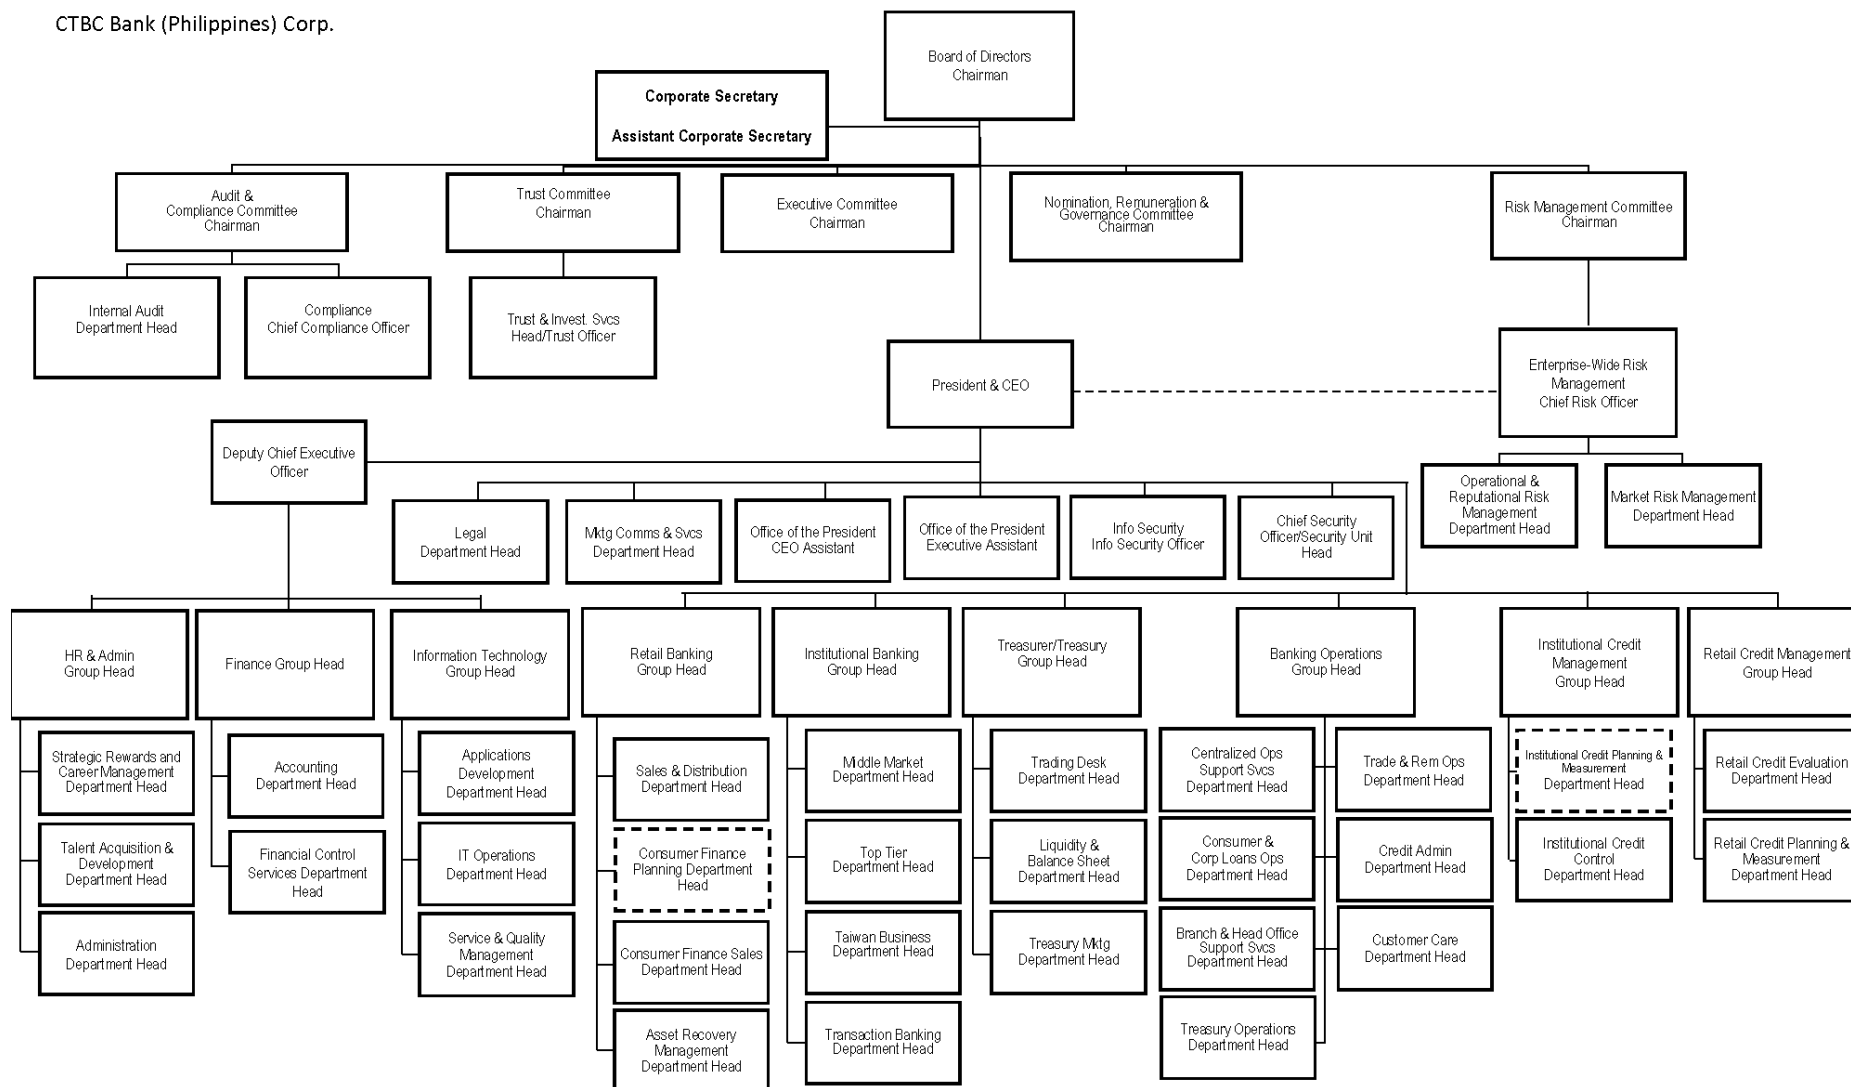 CTBC Bank (Philippines) Corp.
Board of Directors
Chairman
Corporate Secretary
Assistant Corporate Secretary
Audit &
Compliance Committee
Chairman
Trust Committee
Chairman
Executive Committee
Chairman
Nomination, Remuneration &
Governance Committee
Chairman
Risk Management Committee
Chairman
Internal Audit
Department Head
Compliance
Chief Compliance Officer
Trust & Invest. Svcs
Head/Trust Officer
President & CEO
Enterprise-Wide Risk
Management
Chief Risk Officer
Deputy Chief Executive
Officer
Operational &
Reputational Risk
Management
Department Head
Market Risk Management
Department Head
Legal
Department Head
Mktg Comms & Svcs
Department Head
Office of the President
CEO Assistant
Office of the President
Executive Assistant
Info Security
Info Security Officer
Chief Security
Officer/Security Unit
Head
HR & Admin
Group Head
Finance Group Head
Information Technology
Group Head
Retail Banking
Group Head
Institutional Banking
Group Head
Treasurer/Treasury
Group Head
Banking Operations
Group Head
Institutional Credit
Management
Group Head
Retail Credit Management
Group Head
Strategic Rewards and
Career Management
Department Head
Talent Acquisition &
Development
Department Head
Administration
Department Head
Accounting
Department Head
Financial Control
Services Department
Head
Applications
Development
Department Head
IT Operations
Department Head
Service & Quality
Management
Department Head
Sales & Distribution
Department Head
Consumer Finance
Planning Department
Head
Consumer Finance Sales
Department Head
Asset Recovery
Management
Department Head
Middle Market
Department Head
Top Tier
Department Head
Taiwan Business
Department Head
Transaction Banking
Department Head
Trading Desk
Department Head
Liquidity &
Balance Sheet
Department Head
Treasury Mktg
Department Head
Centralized Ops
Support Svcs
Department Head
Consumer &
Corp Loans Ops
Department Head
Branch & Head Office
Support Svcs
Department Head
Treasury Operations
Department Head
Trade & Rem Ops
Department Head
Credit Admin
Department Head
Customer Care
Department Head
Institutional Credit Planning &
Measurement
Department Head
Institutional Credit
Control
Department Head
Retail Credit Evaluation
Department Head
Retail Credit Planning &
Measurement
Department Head